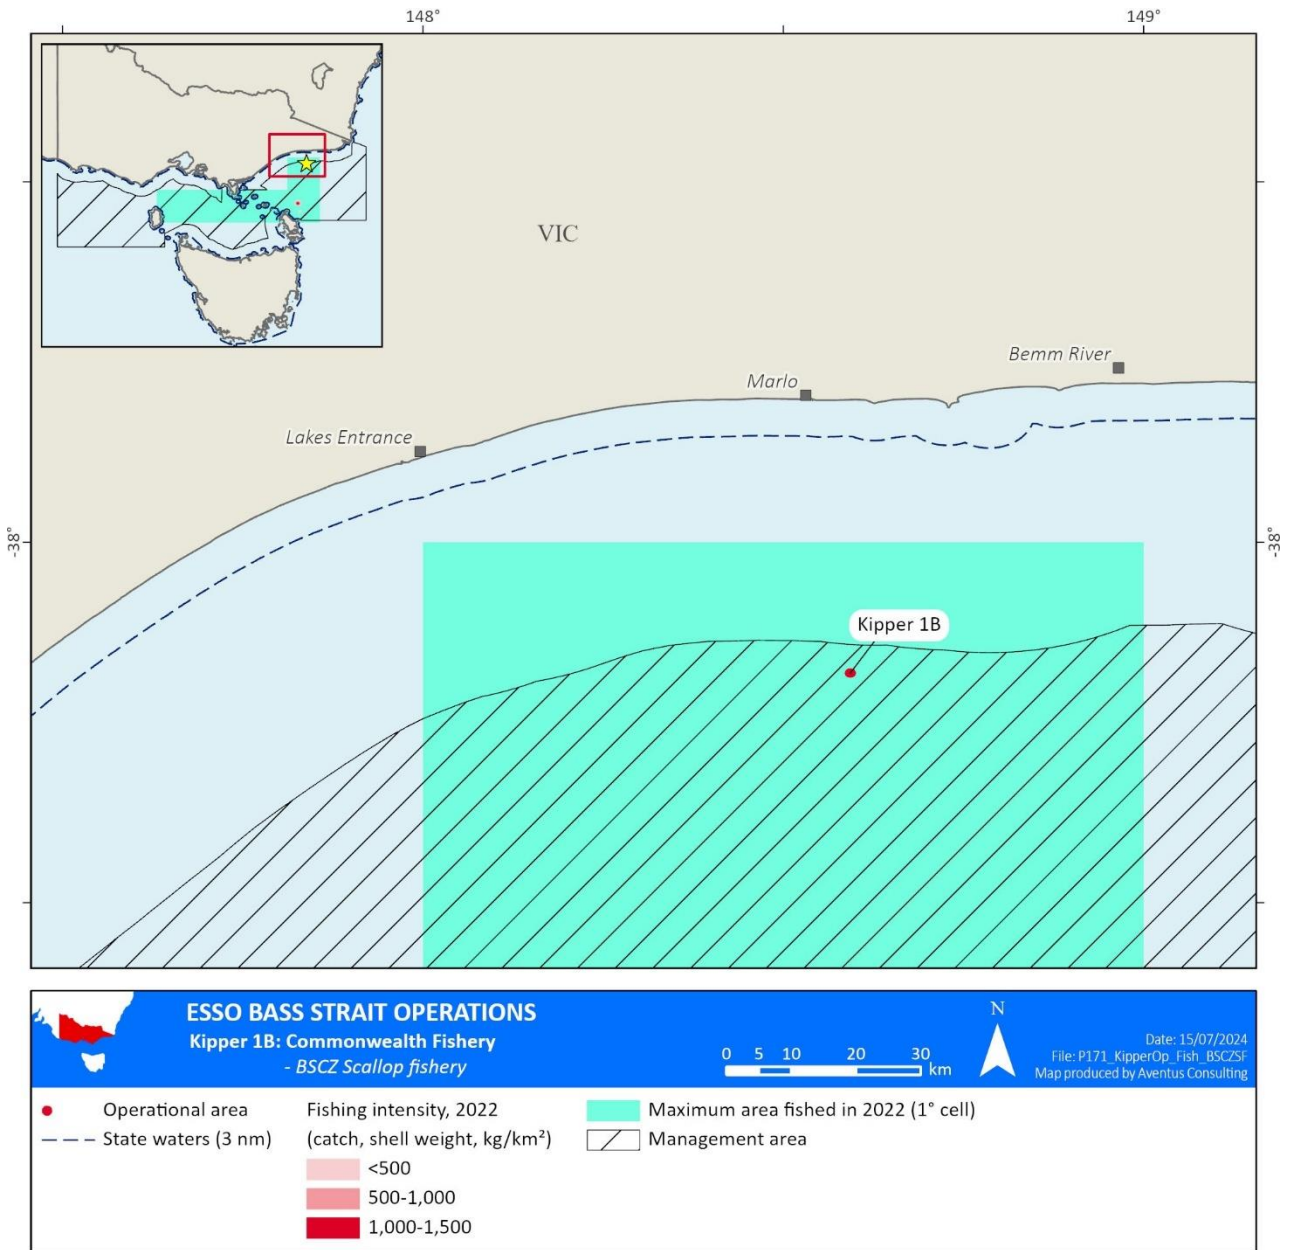 148°
149°
VIC
Bemm River
Marlo
Lakes Entrance
-38°
-38°
Kipper 1B
ESSO BASS STRAIT OPERATIONS
Kipper 1B: Commonwealth Fishery
- BSCZ Scallop fishery
0 5 10 20 30
km
N
Date: 15/07/2024
File: P171_KipperOp_Fish_BSCZSF
Map produced by Aventus Consulting
Operational area
State waters (3 nm)
Fishing intensity, 2022
(catch, shell weight, kg/km²)
<500
500-1,000
1,000-1,500
Maximum area fished in 2022 (1° cell)
Management area